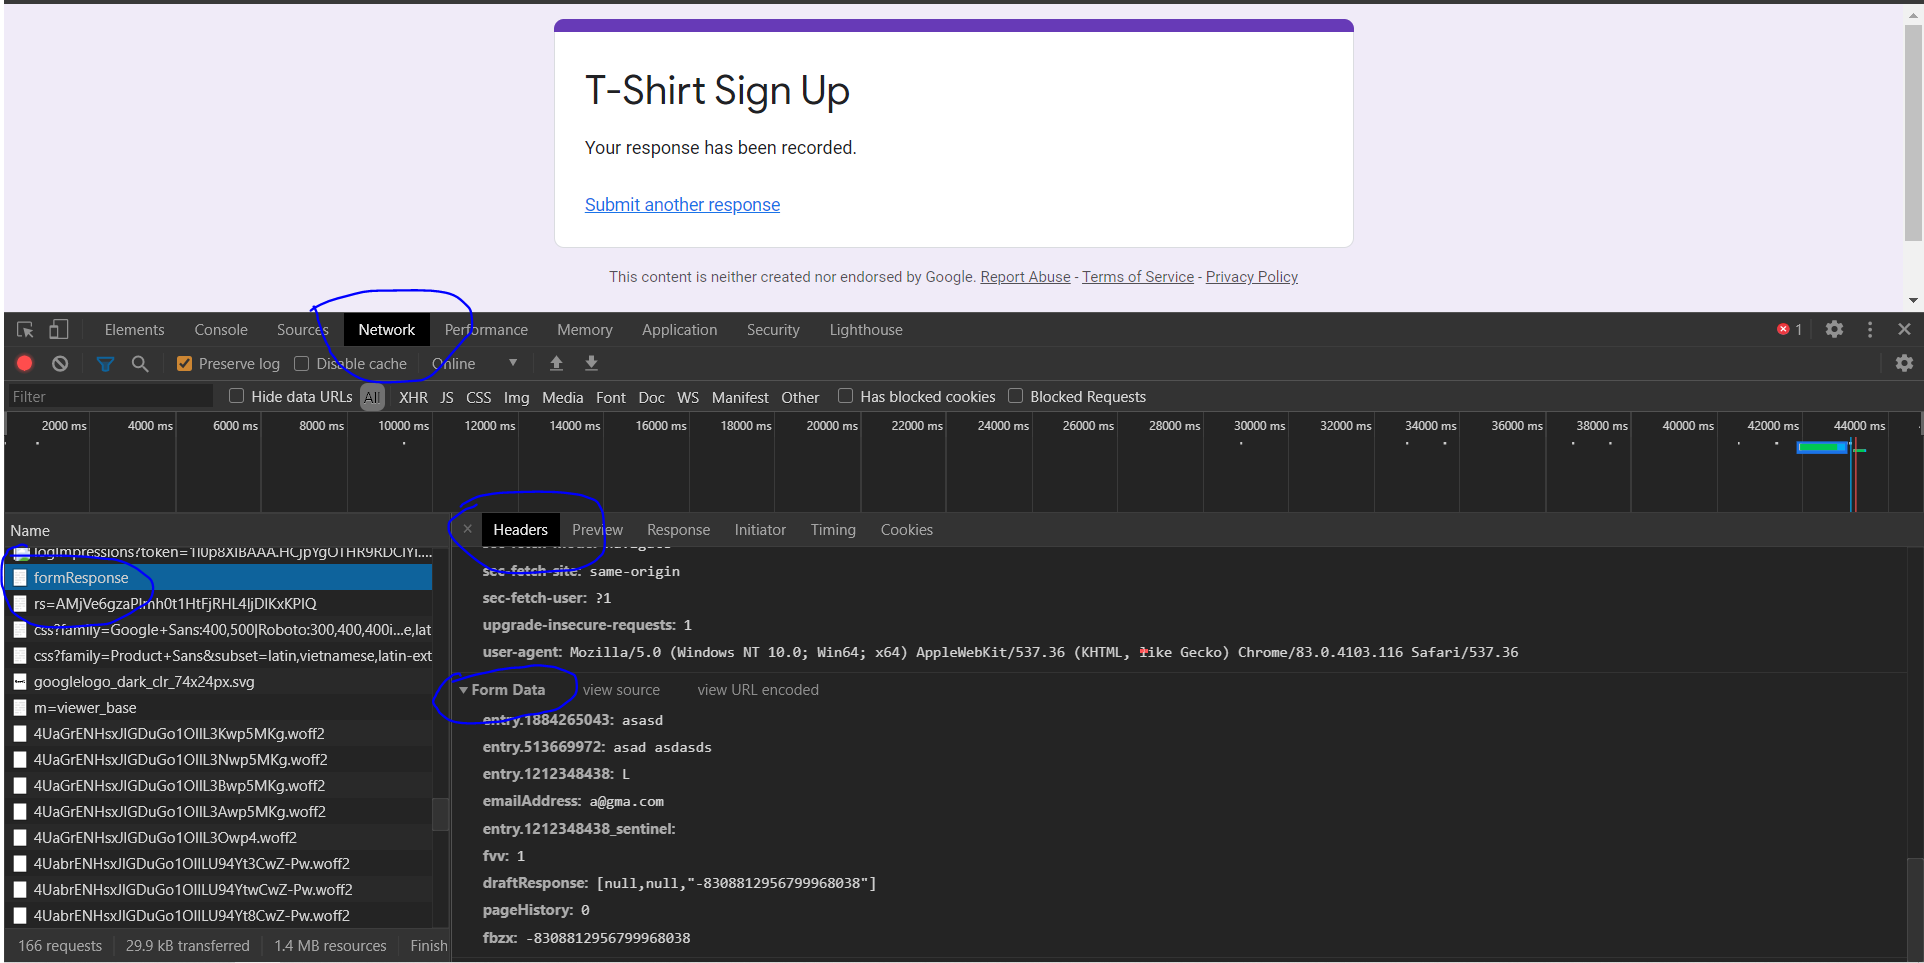 T-Shirt Sign Up
Your response has been recorded.
Submit another response
This content is neither created nor endorsed by Google. Report Abuse - Terms of Service - Privacy Policy
Elements Console Sources Network Performance Memory Application Security Lighthouse 1
Preserve log Disable cache Online
Filter Hide data URLs All XHR JS CSS Img Media Font Doc WS Manifest Other Has blocked cookies Blocked Requests
2000 ms 4000 ms 6000 ms 8000 ms 10000 ms 12000 ms 14000 ms 16000 ms 18000 ms 20000 ms 22000 ms 24000 ms 26000 ms 28000 ms 30000 ms 32000 ms 34000 ms 36000 ms 38000 ms 40000 ms 42000 ms 44000 ms
Name
formResponse
css?family=Google+Sans:400,500|Roboto:300,400,400i...e,lat
css?family=Product+Sans&subset=latin,vietnamese,latin-ext
googlelogo_dark_clr_74x24px.svg
m=viewer_base
4UaGrENHsxJlGDuGo1OIlL3Kwp5MKg.woff2
4UaGrENHsxJlGDuGo1OIlL3Nwp5MKg.woff2
4UaGrENHsxJlGDuGo1OIlL3Bwp5MKg.woff2
4UaGrENHsxJlGDuGo1OIlL3Awp5MKg.woff2
4UaGrENHsxJlGDuGo1OIlL3Owp4.woff2
4UabrENHsxJlGDuGo1OIlLU94Yt3CwZ-Pw.woff2
4UabrENHsxJlGDuGo1OIlLU94YtwCwZ-Pw.woff2
4UabrENHsxJlGDuGo1OIlLU94Yt8CwZ-Pw.woff2
166 requests 29.9 kB transferred 1.4 MB resources Finish
Headers Preview Response Initiator Timing Cookies
sec-fetch-site: same-origin
sec-fetch-user: ?1
upgrade-insecure-requests: 1
user-agent: Mozilla/5.0 (Windows NT 10.0; Win64; x64) AppleWebKit/537.36 (KHTML, like Gecko) Chrome/83.0.4103.116 Safari/537.36
Form Data view source view URL encoded
entry.1884265043: asasd
entry.513669972: asad asdasds
entry.1212348438: L
emailAddress: a@gma.com
entry.1212348438_sentinel:
fvv: 1
draftResponse: [null,null,"-8308812956799968038"]
pageHistory: 0
fbzx: -8308812956799968038